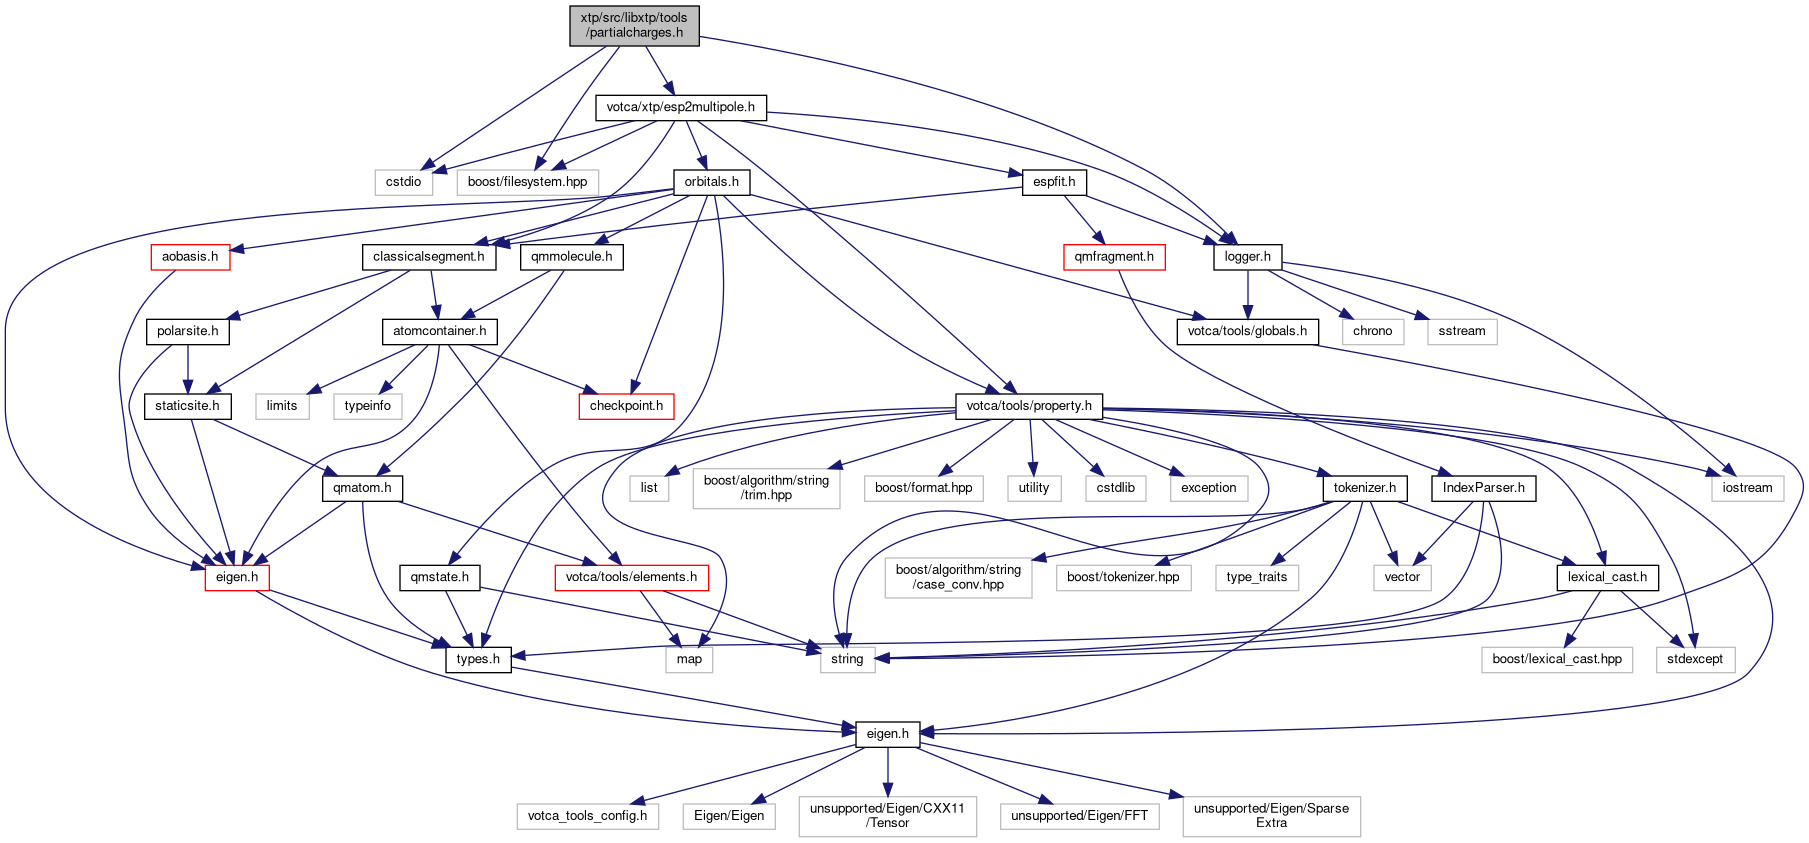 xtp/src/libxtp/tools
/partialcharges.h
votca/xtp/esp2multipole.h
cstdio
boost/filesystem.hpp
orbitals.h
espfit.h
aobasis.h
classicalsegment.h
qmmolecule.h
qmfragment.h
logger.h
polarsite.h
atomcontainer.h
votca/tools/globals.h
chrono
sstream
staticsite.h
limits
typeinfo
checkpoint.h
votca/tools/property.h
qmatom.h
list
boost/algorithm/string
/trim.hpp
boost/format.hpp
utility
cstdlib
exception
tokenizer.h
IndexParser.h
iostream
eigen.h
qmstate.h
votca/tools/elements.h
boost/algorithm/string
/case_conv.hpp
boost/tokenizer.hpp
type_traits
vector
lexical_cast.h
types.h
map
string
boost/lexical_cast.hpp
stdexcept
eigen.h
votca_tools_config.h
Eigen/Eigen
unsupported/Eigen/CXX11
/Tensor
unsupported/Eigen/FFT
unsupported/Eigen/Sparse
Extra